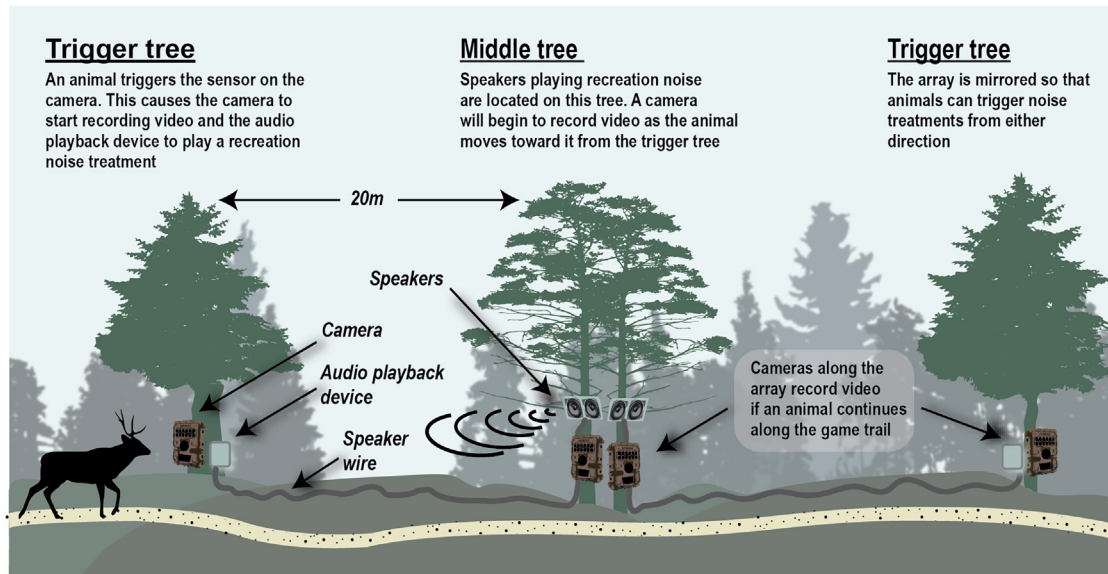 Trigger tree
An animal triggers the sensor on the
camera. This causes the camera to
start recording video and the audio
playback device to play a recreation
noise treatment
Middle tree
Speakers playing recreation noise
are located on this tree. A camera
will begin to record video as the animal
moves toward it from the trigger tree
Trigger tree
The array is mirrored so that
animals can trigger noise
treatments from either
direction
20m
Speakers
Camera
Audio playback
device
Speaker
wire
Cameras along the
array record video
if an animal continues
along the game trail